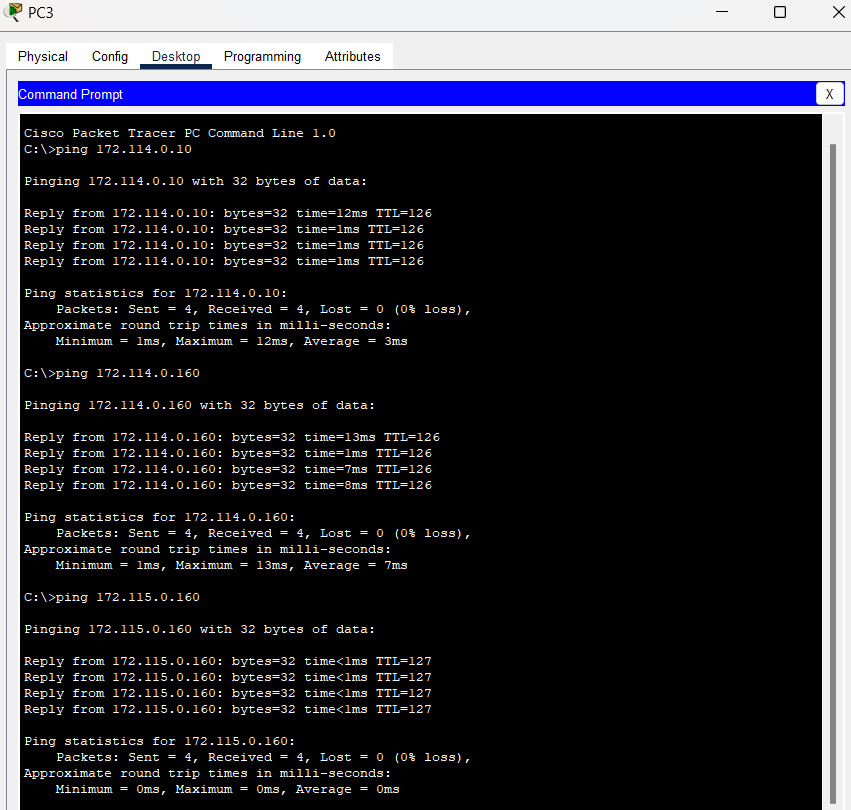 PC3
Physical Config Desktop Programming Attributes
Command Prompt X
Cisco Packet Tracer PC Command Line 1.0
C:\>ping 172.114.0.10
Pinging 172.114.0.10 with 32 bytes of data:
Reply from 172.114.0.10: bytes=32 time=12ms TTL=126
Reply from 172.114.0.10: bytes=32 time=1ms TTL=126
Reply from 172.114.0.10: bytes=32 time=1ms TTL=126
Reply from 172.114.0.10: bytes=32 time=1ms TTL=126
Ping statistics for 172.114.0.10:
    Packets: Sent = 4, Received = 4, Lost = 0 (0% loss),
Approximate round trip times in milli-seconds:
    Minimum = 1ms, Maximum = 12ms, Average = 3ms
C:\>ping 172.114.0.160
Pinging 172.114.0.160 with 32 bytes of data:
Reply from 172.114.0.160: bytes=32 time=13ms TTL=126
Reply from 172.114.0.160: bytes=32 time=1ms TTL=126
Reply from 172.114.0.160: bytes=32 time=7ms TTL=126
Reply from 172.114.0.160: bytes=32 time=8ms TTL=126
Ping statistics for 172.114.0.160:
    Packets: Sent = 4, Received = 4, Lost = 0 (0% loss),
Approximate round trip times in milli-seconds:
    Minimum = 1ms, Maximum = 13ms, Average = 7ms
C:\>ping 172.115.0.160
Pinging 172.115.0.160 with 32 bytes of data:
Reply from 172.115.0.160: bytes=32 time<1ms TTL=127
Reply from 172.115.0.160: bytes=32 time<1ms TTL=127
Reply from 172.115.0.160: bytes=32 time<1ms TTL=127
Reply from 172.115.0.160: bytes=32 time<1ms TTL=127
Ping statistics for 172.115.0.160:
    Packets: Sent = 4, Received = 4, Lost = 0 (0% loss),
Approximate round trip times in milli-seconds:
    Minimum = 0ms, Maximum = 0ms, Average = 0ms